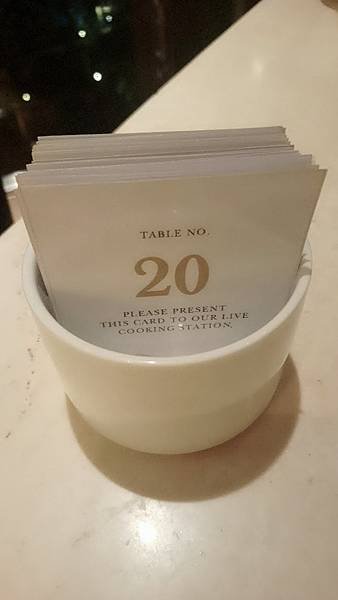 TABLE NO.
20
PLEASE PRESENT
THIS CARD TO OUR LIVE
COOKING STATION.